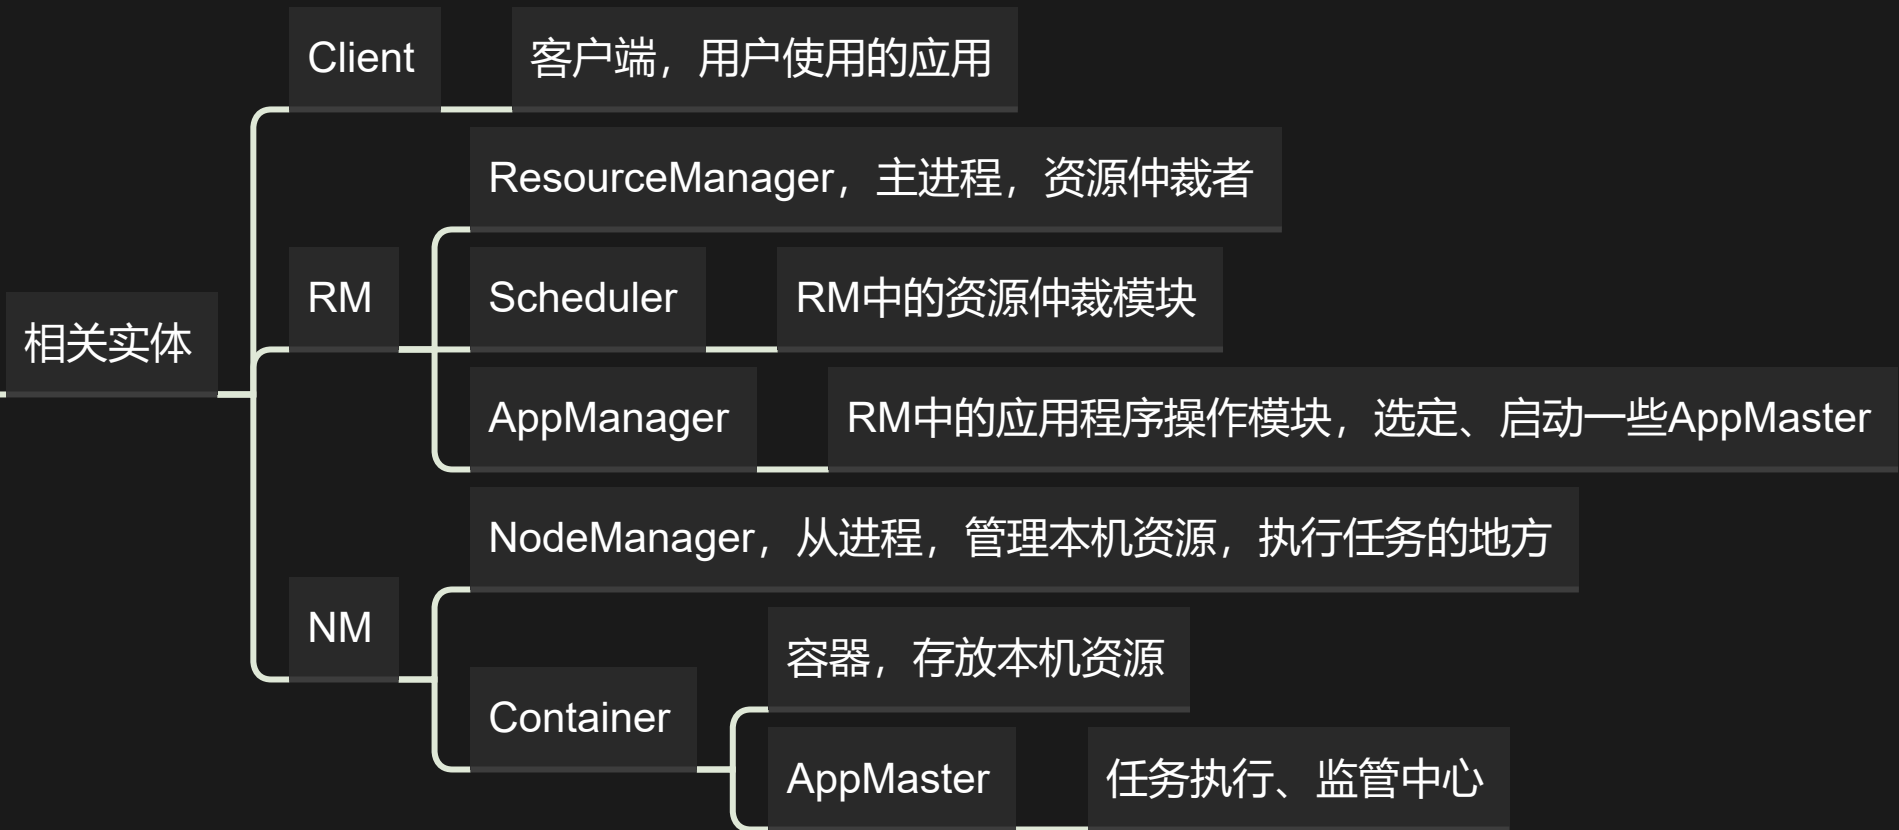 Client
客户端，用户使用的应用
ResourceManager，主进程，资源仲裁者
RM
Scheduler
RM中的资源仲裁模块
相关实体
AppManager
RM中的应用程序操作模块，选定、启动一些AppMaster
NodeManager，从进程，管理本机资源，执行任务的地方
NM
容器，存放本机资源
Container
AppMaster
任务执行、监管中心